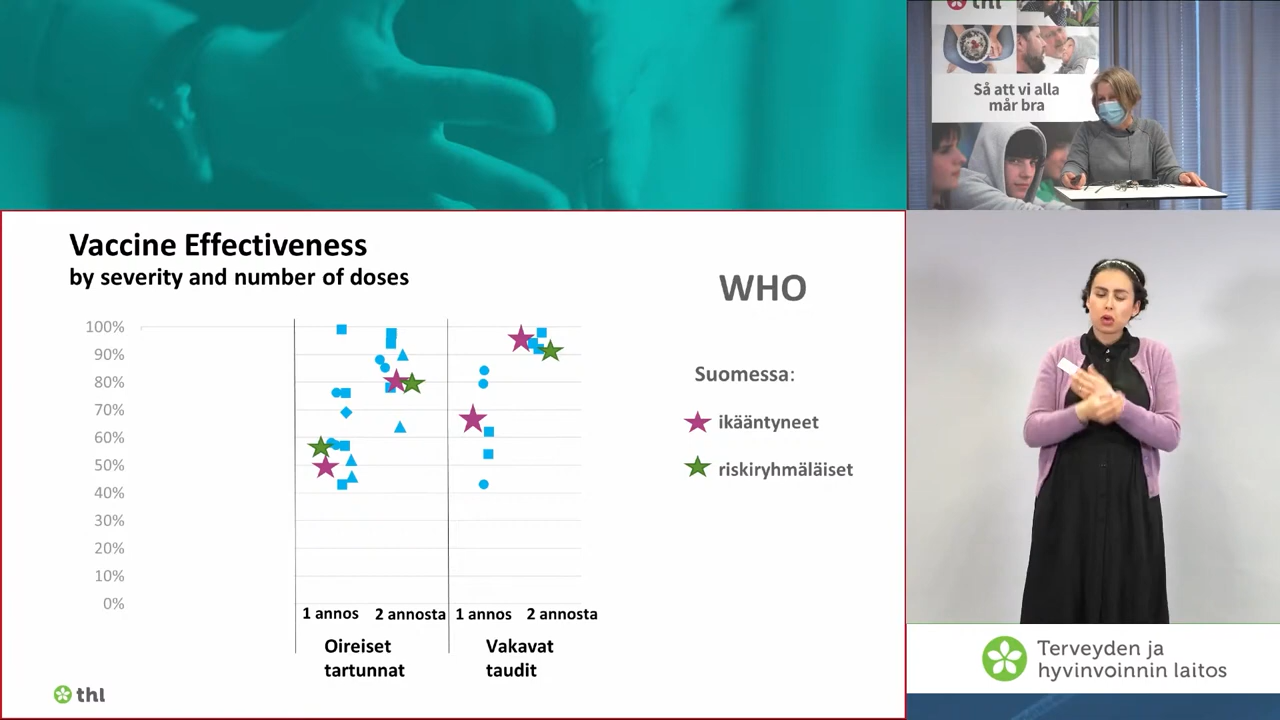 thl
Så att vi alla
mår bra
Vaccine Effectiveness
by severity and number of doses
WHO
100%
90%
80%
70%
60%
50%
40%
30%
20%
10%
0%
Suomessa:
ikääntyneet
riskiryhmäläiset
1 annos
2 annosta
1 annos
2 annosta
Oireiset
tartunnat
Vakavat
taudit
thl
Terveyden ja
hyvinvoinnin laitos